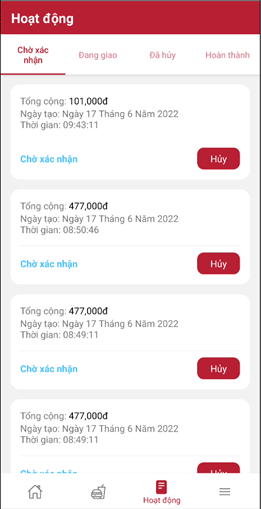 Hoạt động
Chờ xác
nhận
Đang giao
Đã hủy
Hoàn thành
Tổng cộng: 101,000đ
Ngày tạo: Ngày 17 Tháng 6 Năm 2022
Thời gian: 09:43:11
Chờ xác nhận
Hủy
Tổng cộng: 477,000đ
Ngày tạo: Ngày 17 Tháng 6 Năm 2022
Thời gian: 08:50:46
Chờ xác nhận
Hủy
Tổng cộng: 477,000đ
Ngày tạo: Ngày 17 Tháng 6 Năm 2022
Thời gian: 08:49:11
Chờ xác nhận
Hủy
Tổng cộng: 477,000đ
Ngày tạo: Ngày 17 Tháng 6 Năm 2022
Thời gian: 08:49:11
Chờ xác nhận
Hủy
Hoạt động